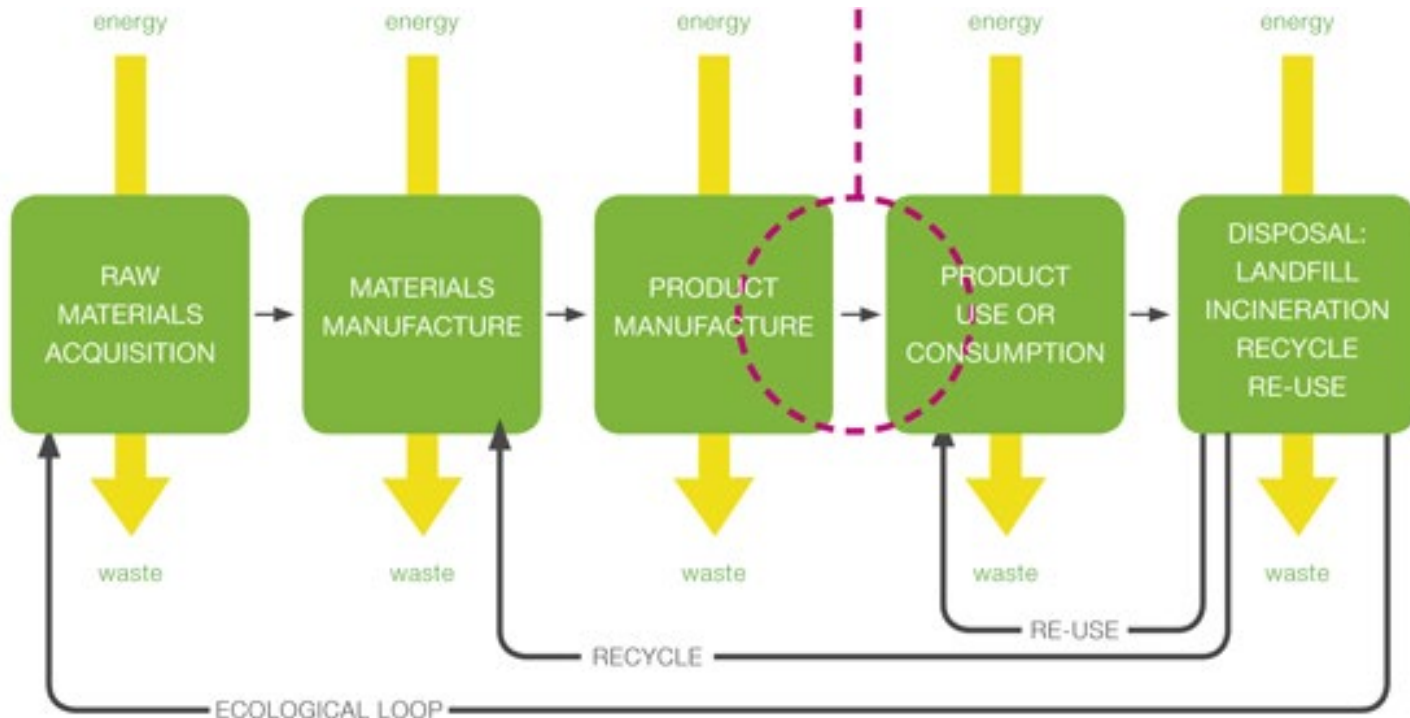 energy
energy
energy
energy
energy
RAW
MATERIALS
ACQUISITION
MATERIALS
MANUFACTURE
PRODUCT
MANUFACTURE
PRODUCT
USE OR
CONSUMPTION
DISPOSAL:
LANDFILL
INCINERATION
RECYCLE
RE-USE
waste
waste
waste
waste
waste
RE-USE
RECYCLE
ECOLOGICAL LOOP